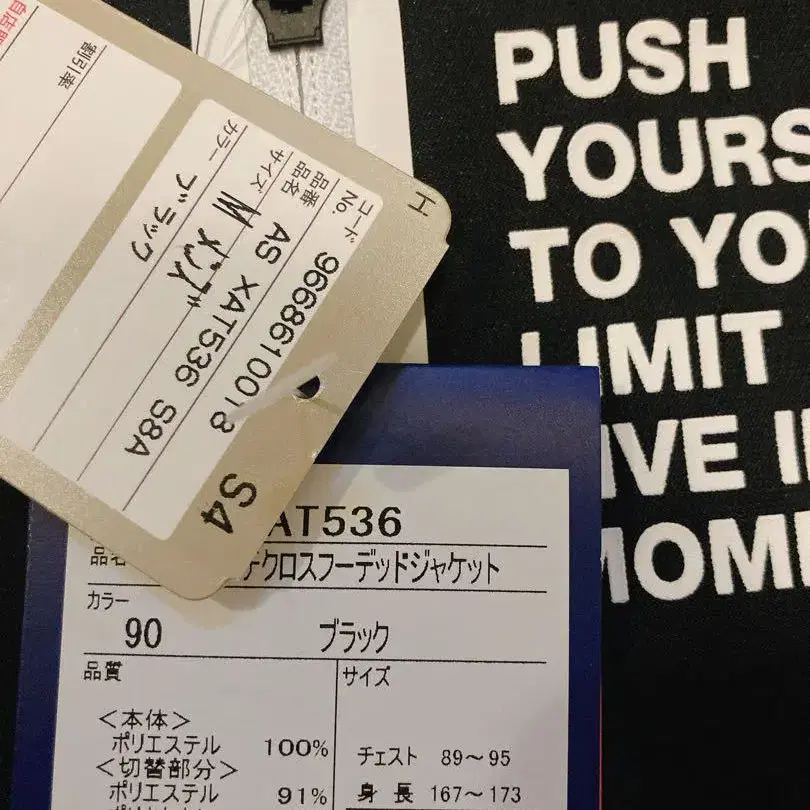 割引率
H
コードNo. 9668610018
品番
品名 AS XAT536 S8A
サイズ M メンズ
カラー ブラック
S4
PUSH
YOURS
TO YO
LIMIT
IVE I
MOM
AT536
品名
クロスフーデッドジャケット
カラー
90 ブラック
品質
<本体>
ポリエステル 100%
<切替部分>
ポリエステル 91%
サイズ
チェスト 89～95
身長 167～173